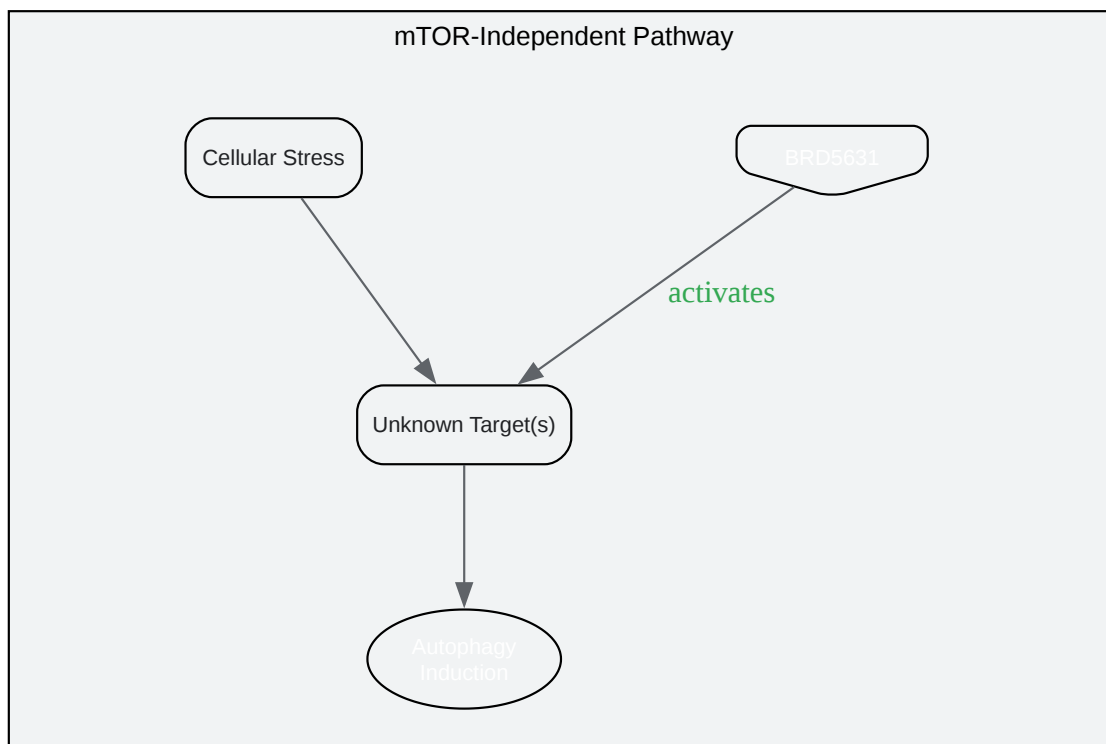 mTOR-Independent Pathway
Cellular Stress
BRD5631
activates
Unknown Target(s)
Autophagy
Induction